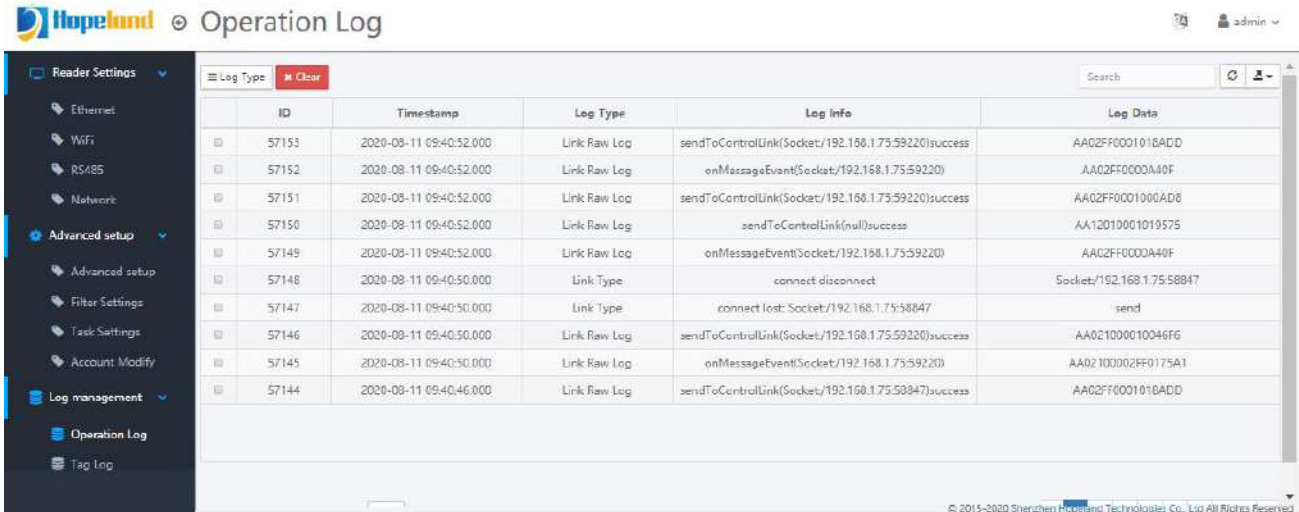 Hopeland Operation Log admin
Reader Settings
Ethernet
WiFi
RS485
Network
Advanced setup
Advanced setup
Filter Settings
Task Settings
Account Modify
Log management
Operation Log
Tag Log
Log Type Clear Search
ID Timestamp Log Type Log Info Log Data
57153 2020-08-11 09:40:52.000 Link Raw Log sendToControlLink(Socket:/192.168.1.75:59220)success AA02FF0001018ADD
57152 2020-08-11 09:40:52.000 Link Raw Log onMessageEvent(Socket:/192.168.1.75:59220) AA02FF0000A40F
57151 2020-08-11 09:40:52.000 Link Raw Log sendToControlLink(Socket:/192.168.1.75:59220)success AA02FF0001000AD8
57150 2020-08-11 09:40:52.000 Link Raw Log sendToControlLink(null)success AA12010001019575
57149 2020-08-11 09:40:52.000 Link Raw Log onMessageEvent(Socket:/192.168.1.75:59220) AA02FF0000A40F
57148 2020-08-11 09:40:50.000 Link Type connect disconnect Socket:/192.168.1.75:58847
57147 2020-08-11 09:40:50.000 Link Type connect lost: Socket:/192.168.1.75:58847 send
57146 2020-08-11 09:40:50.000 Link Raw Log sendToControlLink(Socket:/192.168.1.75:59220)success AA021000010046F6
57145 2020-08-11 09:40:50.000 Link Raw Log onMessageEvent(Socket:/192.168.1.75:59220) AA02100002FF0175A1
57144 2020-08-11 09:40:46.000 Link Raw Log sendToControlLink(Socket:/192.168.1.75:58847)success AA02FF0001018ADD
© 2015-2020 Shenzhen Hopeland Technologies Co., Ltd All Rights Reserved